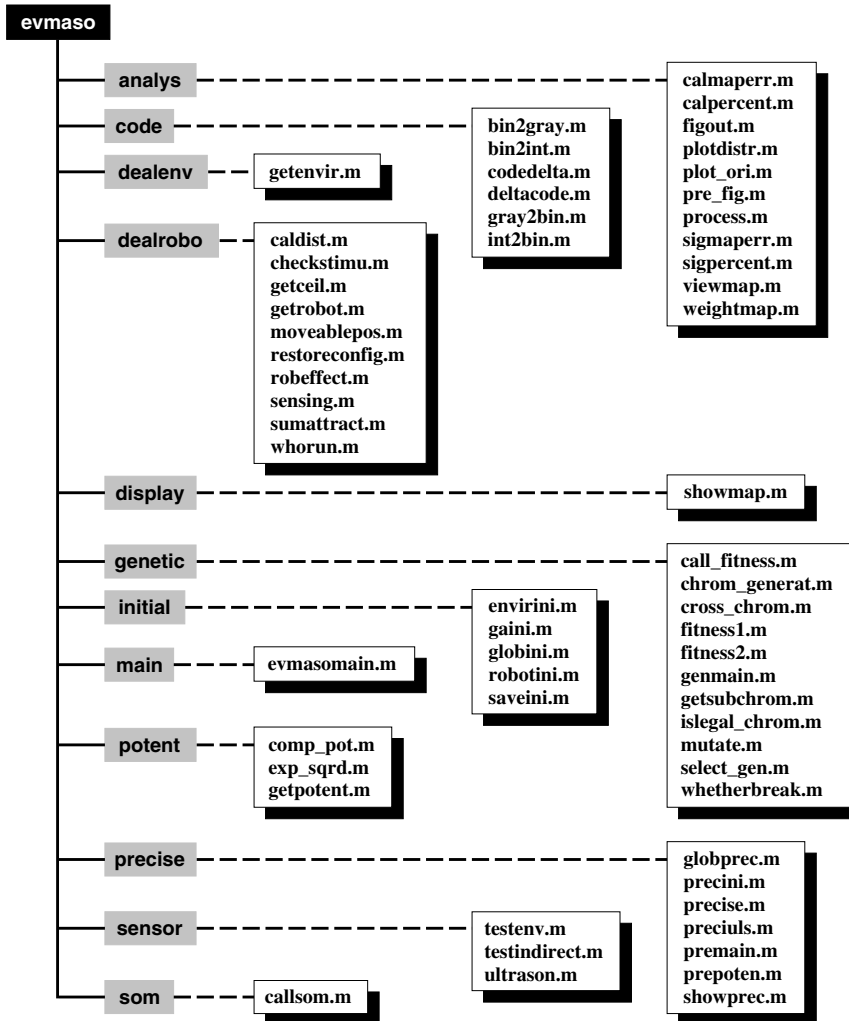 evmaso
analys
calmaperr.m
calpercent.m
figout.m
plotdistr.m
plot_ori.m
pre_fig.m
process.m
sigmaperr.m
sigpercent.m
viewmap.m
weightmap.m
code
bin2gray.m
bin2int.m
codedelta.m
deltacode.m
gray2bin.m
int2bin.m
dealenv
getenvir.m
dealrobo
caldist.m
checkstimu.m
getceil.m
getrobot.m
moveablepos.m
restoreconfig.m
robeffect.m
sensing.m
sumattract.m
whorun.m
display
showmap.m
genetic
call_fitness.m
chrom_generat.m
cross_chrom.m
fitness1.m
fitness2.m
genmain.m
getsubchrom.m
islegal_chrom.m
mutate.m
select_gen.m
whetherbreak.m
initial
envirini.m
gaini.m
globini.m
robotini.m
saveini.m
main
evmasomain.m
potent
comp_pot.m
exp_sqrd.m
getpotent.m
precise
globprec.m
precini.m
precise.m
preciuls.m
premain.m
prepoten.m
showprec.m
sensor
testenv.m
testindirect.m
ultrason.m
som
callsom.m